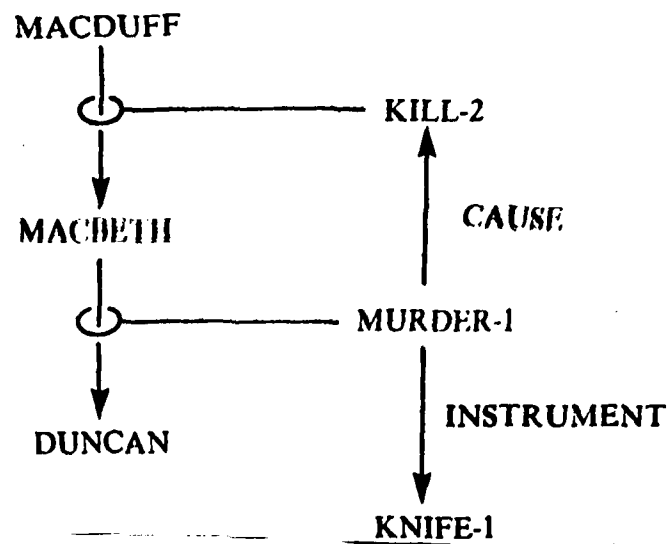 MACDUFF
KILL-2
CAUSE
MACBETH
MURDER-1
INSTRUMENT
DUNCAN
KNIFE-1